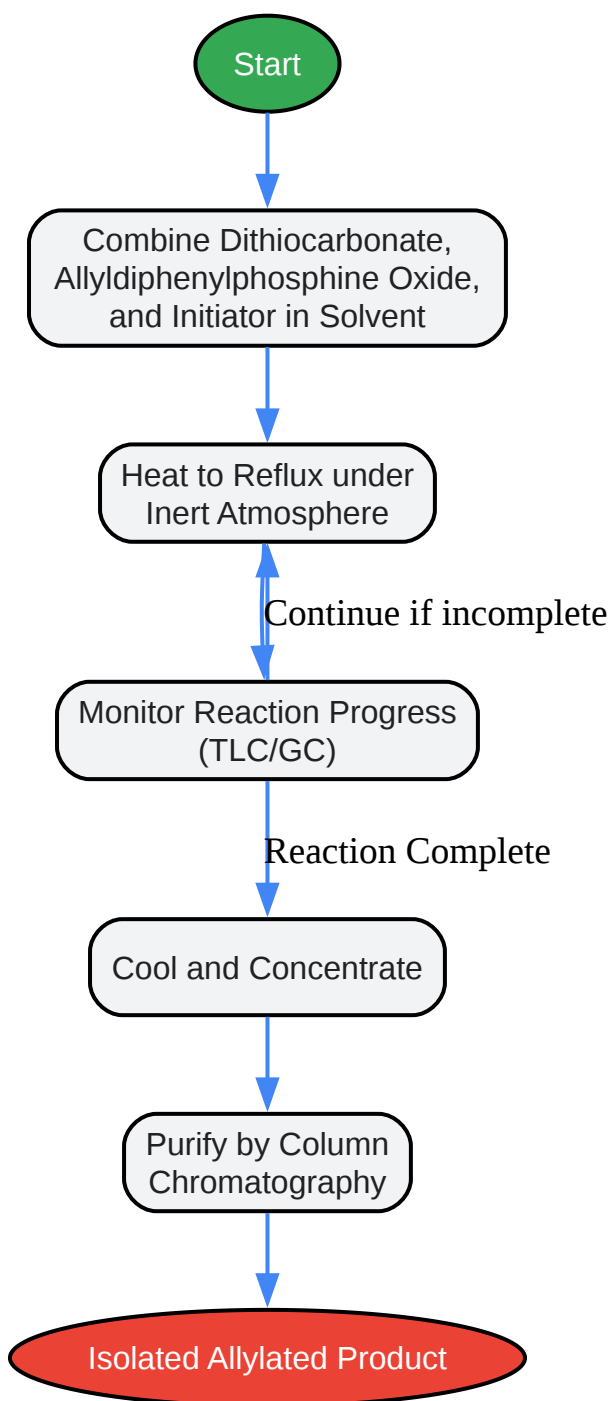 Start
Combine Dithiocarbonate,
Allyldiphenylphosphine Oxide,
and Initiator in Solvent
Heat to Reflux under
Inert Atmosphere
Continue if incomplete
Monitor Reaction Progress
(TLC/GC)
Reaction Complete
Cool and Concentrate
Purify by Column
Chromatography
Isolated Allylated Product